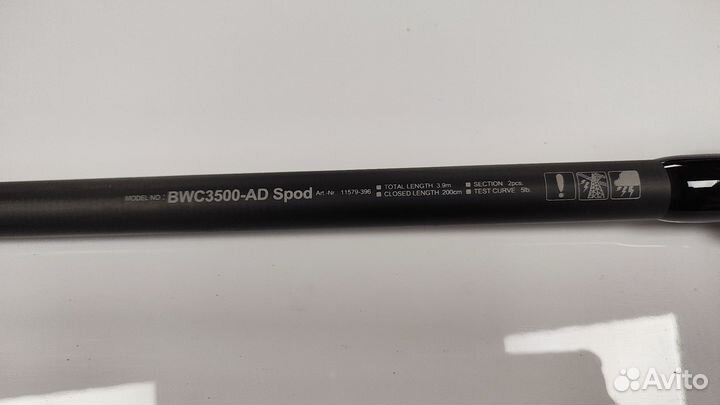 MODEL NO : BWC3500-AD Spod Art.-Nr. 11579-396
■ TOTAL LENGTH 3.9m ■ SECTION 2pcs.
■ CLOSED LENGTH 200cm ■ TEST CURVE 5lb.
Avito